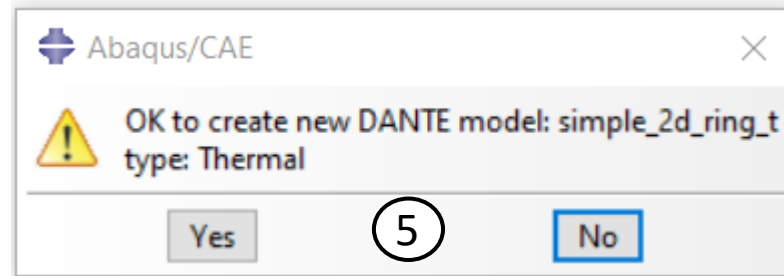 Abaqus/CAE
OK to create new DANTE model: simple_2d_ring_t
type: Thermal
Yes
5
No